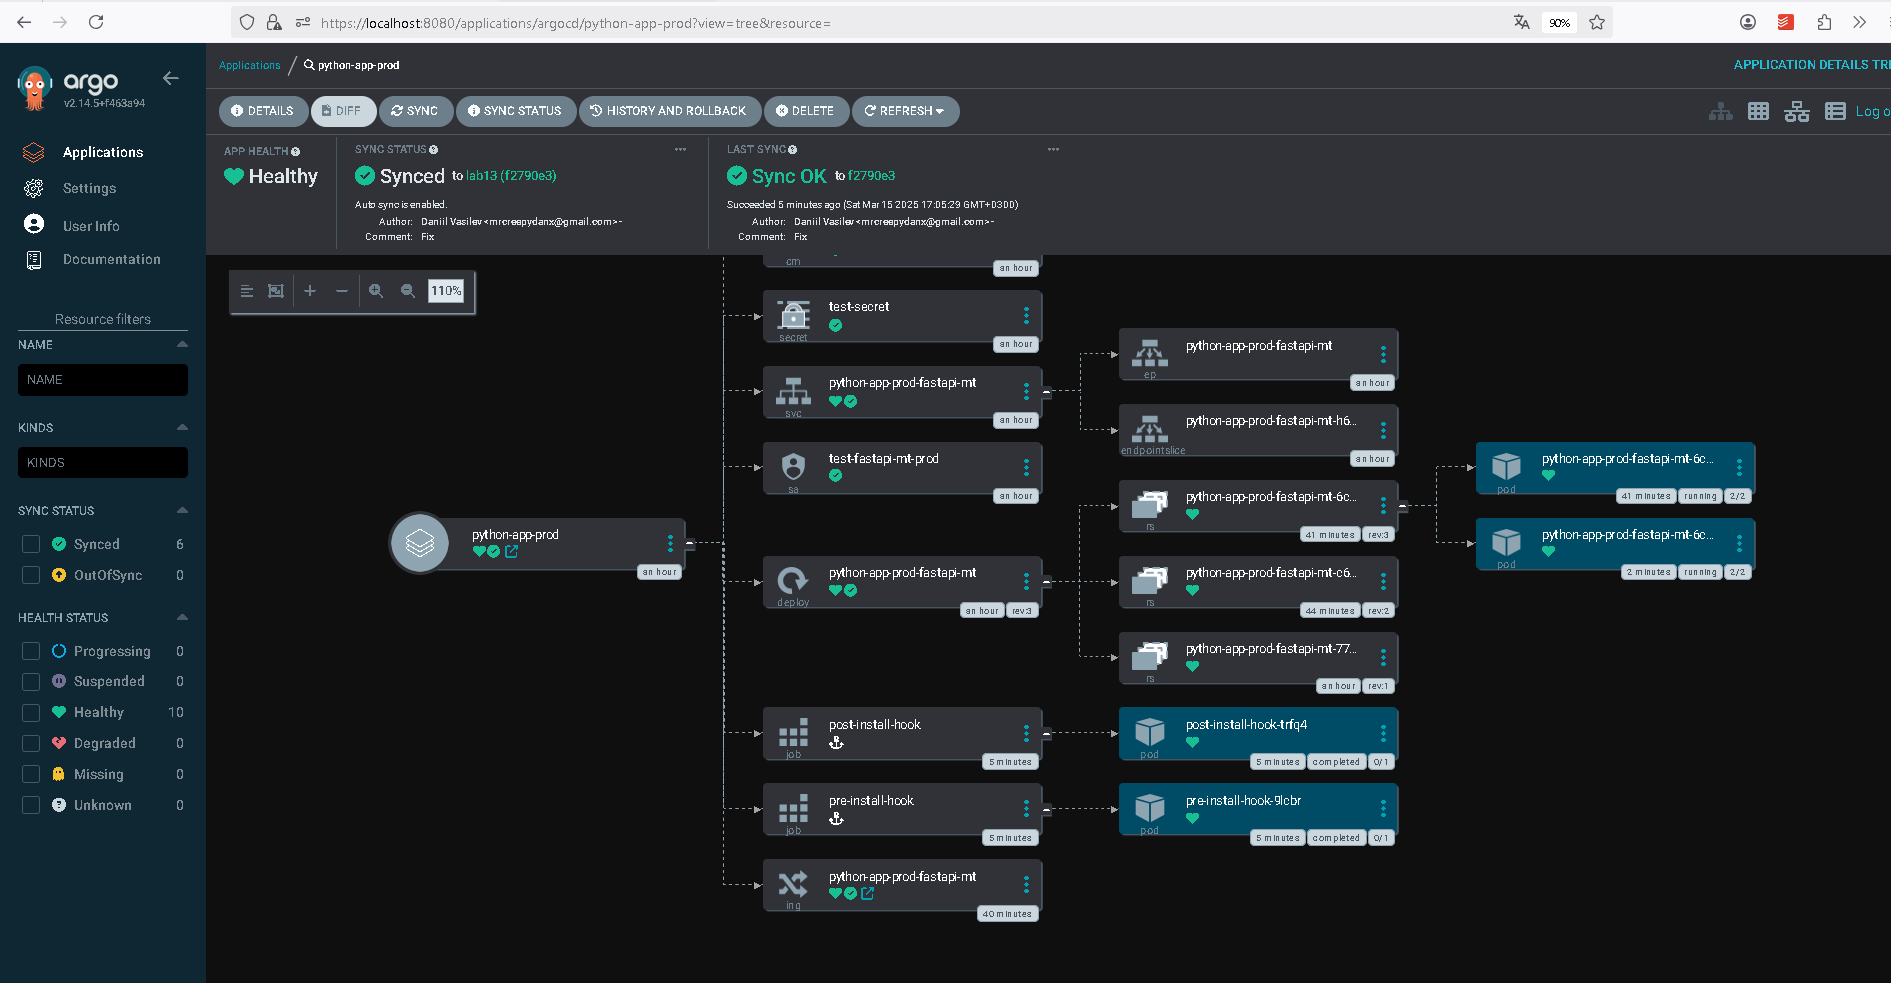 https://localhost:8080/applications/argocd/python-app-prod?view=tree&resource=
90%
argo
v2.14.5+f463a94
Applications
Settings
User Info
Documentation
Resource filters
NAME
NAME
KINDS
KINDS
SYNC STATUS
Synced 6
OutOfSync 0
HEALTH STATUS
Progressing 0
Suspended 0
Healthy 10
Degraded 0
Missing 0
Unknown 0
Applications / python-app-prod
APPLICATION DETAILS TRE
DETAILS
DIFF
SYNC
SYNC STATUS
HISTORY AND ROLLBACK
DELETE
REFRESH
Log o
APP HEALTH
Healthy
SYNC STATUS
Synced to lab13 (f2790e3)
Auto sync is enabled.
Author: Daniil Vasilev <mrcreepydanx@gmail.com>-
Comment: Fix
LAST SYNC
Sync OK to f2790e3
Succeeded 5 minutes ago (Sat Mar 15 2025 17:05:29 GMT+0300)
Author: Daniil Vasilev <mrcreepydanx@gmail.com>-
Comment: Fix
110%
python-app-prod
an hour
cm
an hour
test-secret
secret
an hour
python-app-prod-fastapi-mt
svc
an hour
test-fastapi-mt-prod
sa
an hour
python-app-prod-fastapi-mt
deploy
an hour rev:3
post-install-hook
job
5 minutes
pre-install-hook
job
5 minutes
python-app-prod-fastapi-mt
ing
40 minutes
python-app-prod-fastapi-mt
ep
an hour
python-app-prod-fastapi-mt-h6...
endpointslice
an hour
python-app-prod-fastapi-mt-6c...
rs
41 minutes rev:3
python-app-prod-fastapi-mt-c6...
rs
44 minutes rev:2
python-app-prod-fastapi-mt-77...
rs
an hour rev:1
post-install-hook-trfq4
pod
5 minutes completed 0/1
pre-install-hook-9lcbr
pod
5 minutes completed 0/1
python-app-prod-fastapi-mt-6c...
pod
41 minutes running 2/2
python-app-prod-fastapi-mt-6c...
pod
2 minutes running 2/2